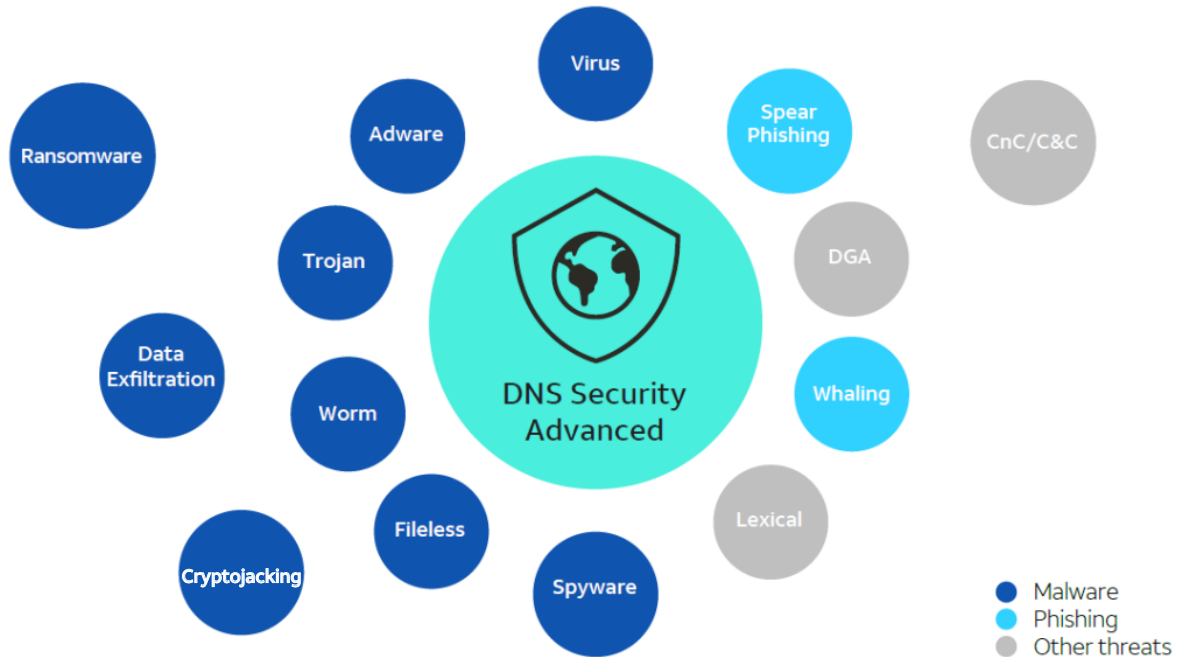 Virus
Spear
Phishing
Adware
CnC/C&C
Ransomware
Trojan
DGA
Data
Exfiltration
DNS Security
Advanced
Whaling
Worm
Fileless
Lexical
Cryptojacking
Spyware
Malware
Phishing
Other threats